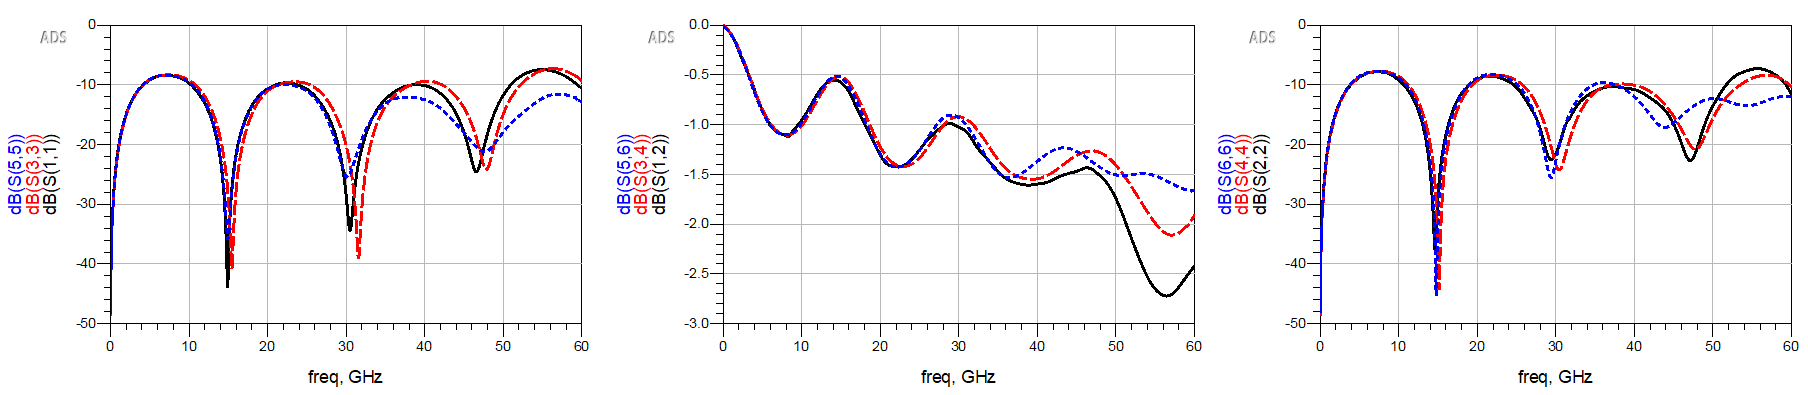 ADS
0
-10
-20
-30
-40
-50
0 10 20 30 40 50 60
freq, GHz
dB(S(5,5))
dB(S(3,3))
dB(S(1,1))
ADS
0.0
-0.5
-1.0
-1.5
-2.0
-2.5
-3.0
0 10 20 30 40 50 60
freq, GHz
dB(S(5,6))
dB(S(3,4))
dB(S(1,2))
ADS
0
-10
-20
-30
-40
-50
0 10 20 30 40 50 60
freq, GHz
dB(S(6,6))
dB(S(4,4))
dB(S(2,2))